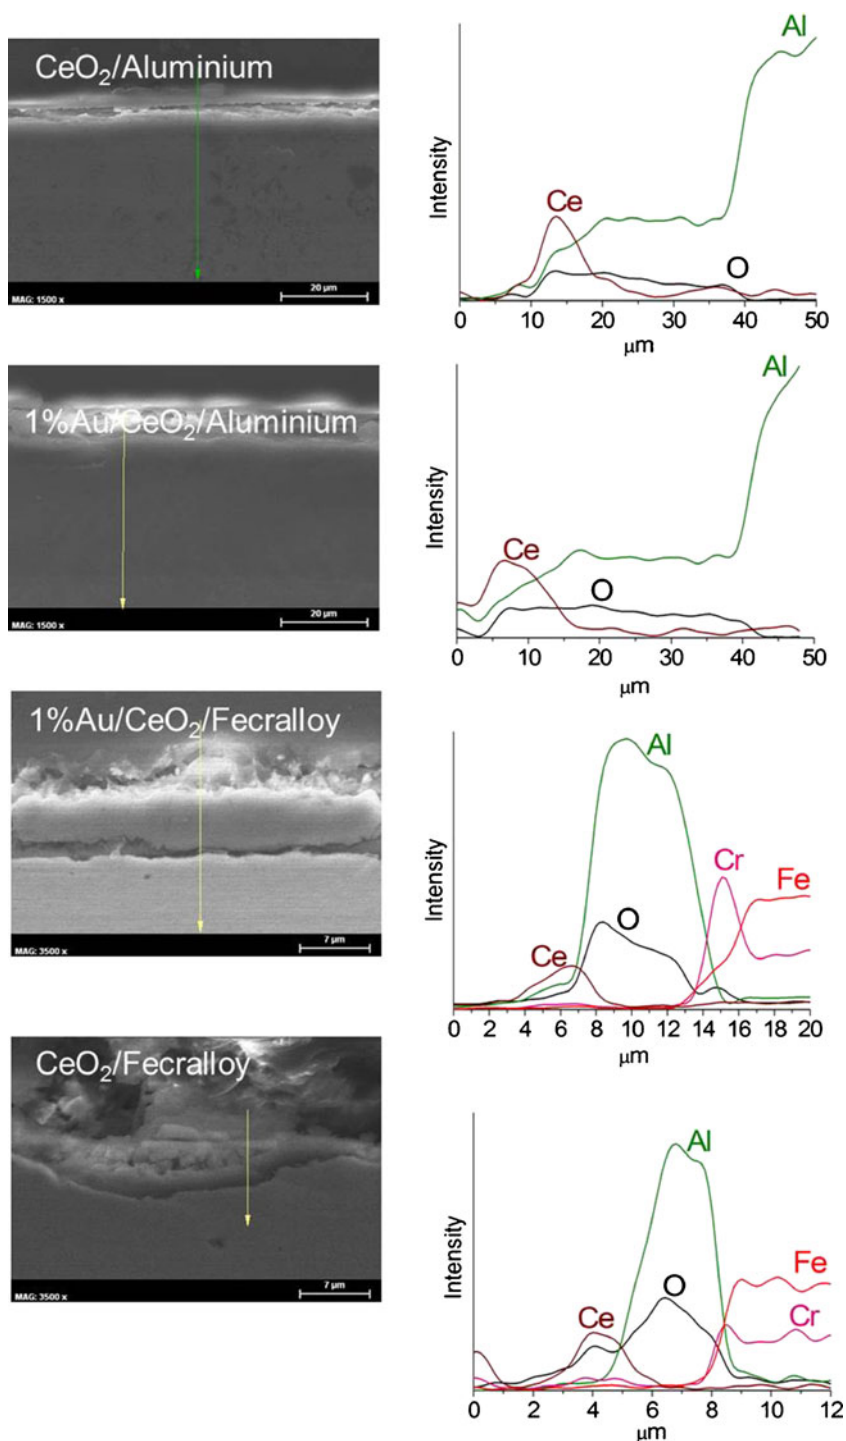 CeO₂/Aluminium
MAG: 1500 x
20 µm
Al
Ce
O
Intensity
0 10 20 30 40 50
µm
1%Au/CeO₂/Aluminium
MAG: 1500 x
20 µm
Al
Ce
O
Intensity
0 10 20 30 40 50
µm
1%Au/CeO₂/Fecralloy
MAG: 3500 x
7 µm
Al
Cr
Fe
O
Ce
Intensity
0 2 4 6 8 10 12 14 16 18 20
µm
CeO₂/Fecralloy
MAG: 3500 x
7 µm
Al
Fe
O
Ce
Cr
Intensity
0 2 4 6 8 10 12
µm